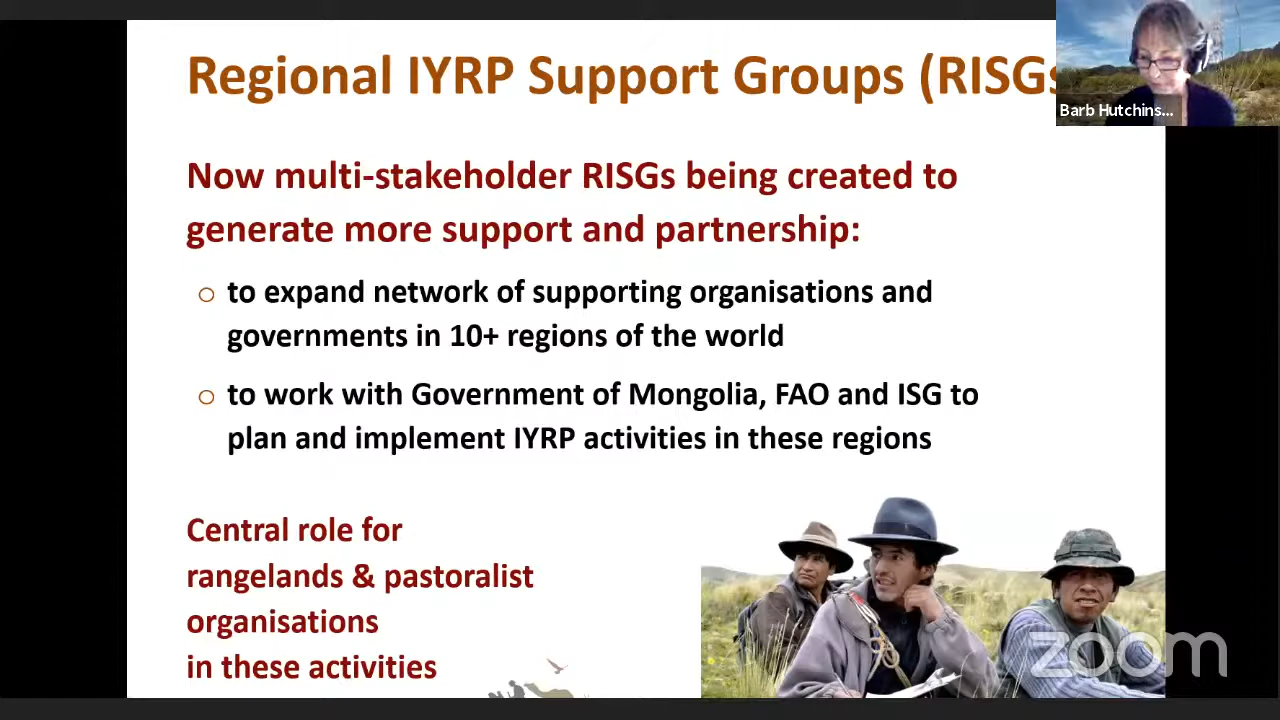 Regional IYRP Support Groups (RISGs
Barb Hutchins...
Now multi-stakeholder RISGs being created to
generate more support and partnership:
to expand network of supporting organisations and
governments in 10+ regions of the world
to work with Government of Mongolia, FAO and ISG to
plan and implement IYRP activities in these regions
Central role for
rangelands & pastoralist
organisations
in these activities
zoom